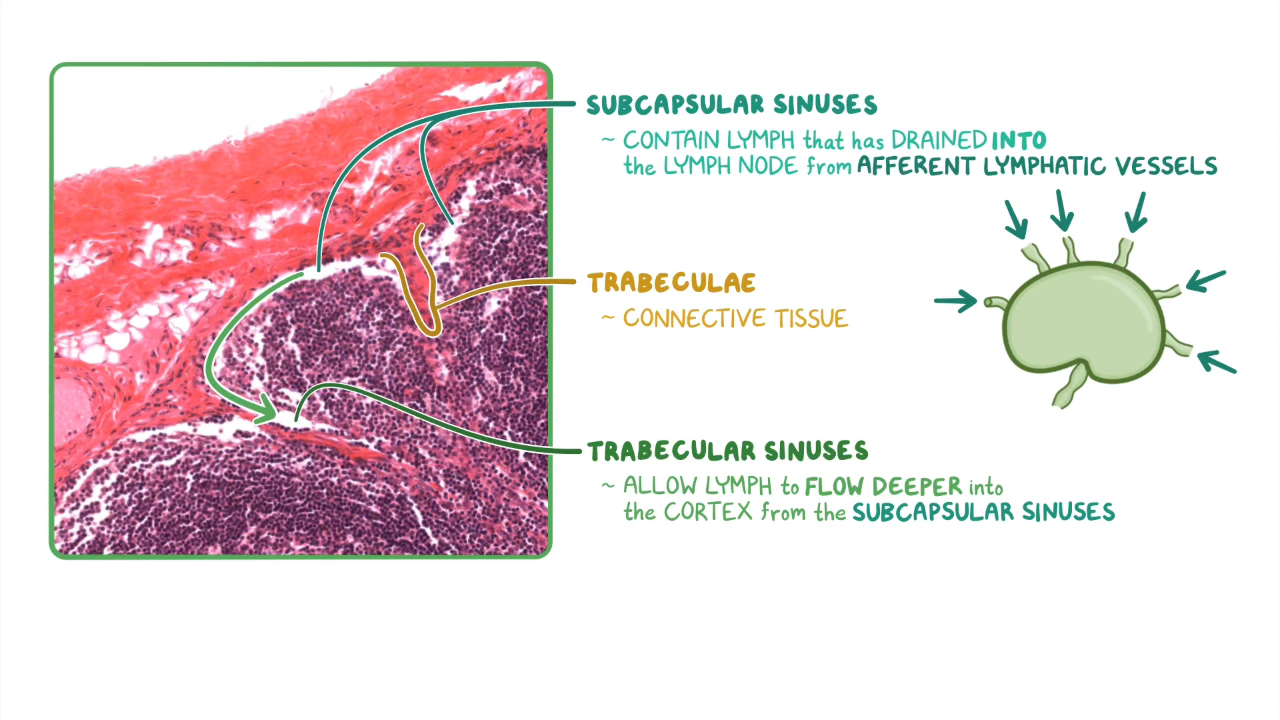 SUBCAPSULAR SINUSES
~ CONTAIN LYMPH that has DRAINED INTO
the LYMPH NODE from AFFERENT LYMPHATIC VESSELS
TRABECULAE
~ CONNECTIVE TISSUE
TRABECULAR SINUSES
~ ALLOW LYMPH to FLOW DEEPER into
the CORTEX from the SUBCAPSULAR SINUSES